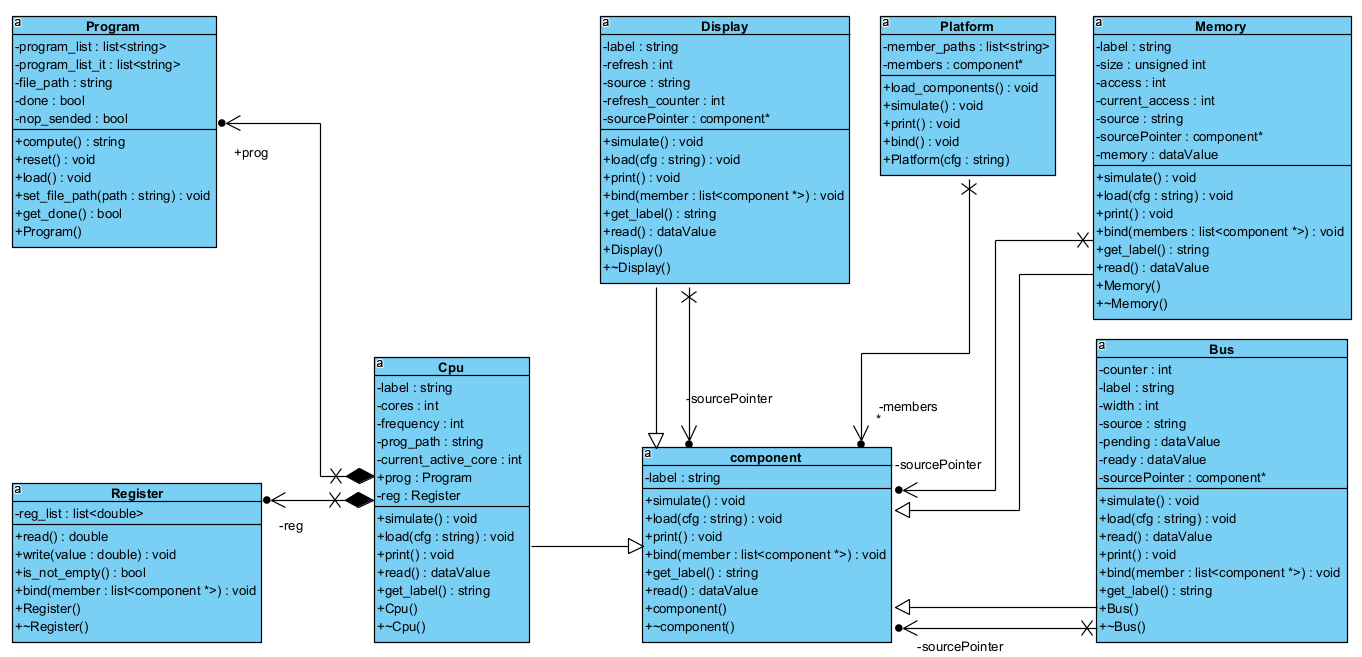 a
Program
-program_list : list<string>
-program_list_it : list<string>
-file_path : string
-done : bool
-nop_sended : bool
+compute() : string
+reset() : void
+load() : void
+set_file_path(path : string) : void
+get_done() : bool
+Program()
+prog
a
Display
-label : string
-refresh : int
-source : string
-refresh_counter : int
-sourcePointer : component*
+simulate() : void
+load(cfg : string) : void
+print() : void
+bind(member : list<component *>) : void
+get_label() : string
+read() : dataValue
+Display()
+~Display()
a
Platform
-member_paths : list<string>
-members : component*
+load_components() : void
+simulate() : void
+print() : void
+bind() : void
+Platform(cfg : string)
a
Memory
-label : string
-size : unsigned int
-access : int
-current_access : int
-source : string
-sourcePointer : component*
-memory : dataValue
+simulate() : void
+load(cfg : string) : void
+print() : void
+bind(members : list<component *>) : void
+get_label() : string
+read() : dataValue
+Memory()
+~Memory()
a
Register
-reg_list : list<double>
+read() : double
+write(value : double) : void
+is_not_empty() : bool
+bind(member : list<component *>) : void
+Register()
+~Register()
-reg
a
Cpu
-label : string
-cores : int
-frequency : int
-prog_path : string
-current_active_core : int
+prog : Program
-reg : Register
+simulate() : void
+load(cfg : string) : void
+print() : void
+read() : dataValue
+get_label() : string
+Cpu()
+~Cpu()
-sourcePointer
-members
*
-sourcePointer
a
component
-label : string
+simulate() : void
+load(cfg : string) : void
+print() : void
+bind(member : list<component *>) : void
+get_label() : string
+read() : dataValue
+component()
+~component()
a
Bus
-counter : int
-label : string
-width : int
-source : string
-pending : dataValue
-ready : dataValue
-sourcePointer : component*
+simulate() : void
+load(cfg : string) : void
+read() : dataValue
+print() : void
+bind(member : list<component *>) : void
+get_label() : string
+Bus()
+~Bus()
-sourcePointer